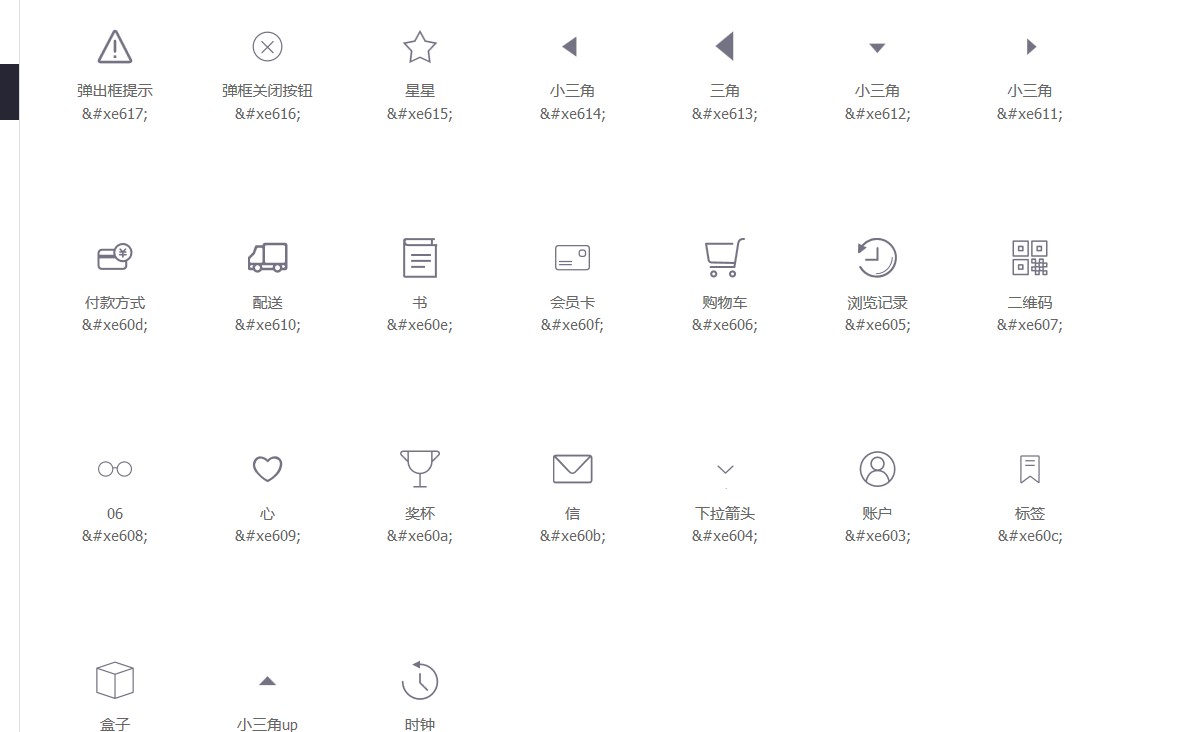 弹出框提示 弹框关闭按钮 星星 小三角 三角 小三角 小三角
&#xe617; &#xe616; &#xe615; &#xe614; &#xe613; &#xe612; &#xe611;
付款方式 配送 书 会员卡 购物车 浏览记录 二维码
&#xe60d; &#xe610; &#xe60e; &#xe60f; &#xe606; &#xe605; &#xe607;
06 心 奖杯 信 下拉箭头 账户 标签
&#xe608; &#xe609; &#xe60a; &#xe60b; &#xe604; &#xe603; &#xe60c;
盒子 小三角up 时钟